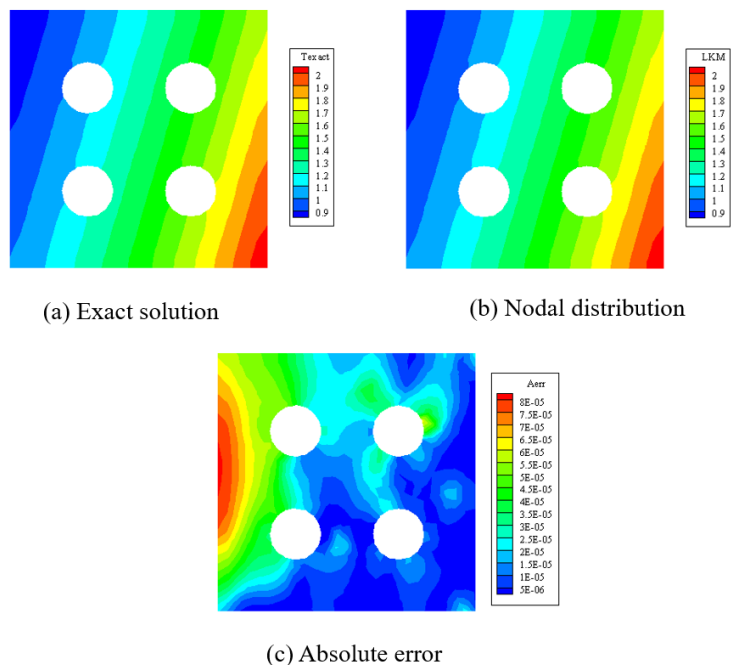 Texact
2
1.9
1.8
1.7
1.6
1.5
1.4
1.3
1.2
1.1
1
0.9
LKM
2
1.9
1.8
1.7
1.6
1.5
1.4
1.3
1.2
1.1
1
0.9
(a) Exact solution
(b) Nodal distribution
Aerr
8E-05
7.5E-05
7E-05
6.5E-05
6E-05
5.5E-05
5E-05
4.5E-05
4E-05
3.5E-05
3E-05
2.5E-05
2E-05
1.5E-05
1E-05
5E-06
(c) Absolute error